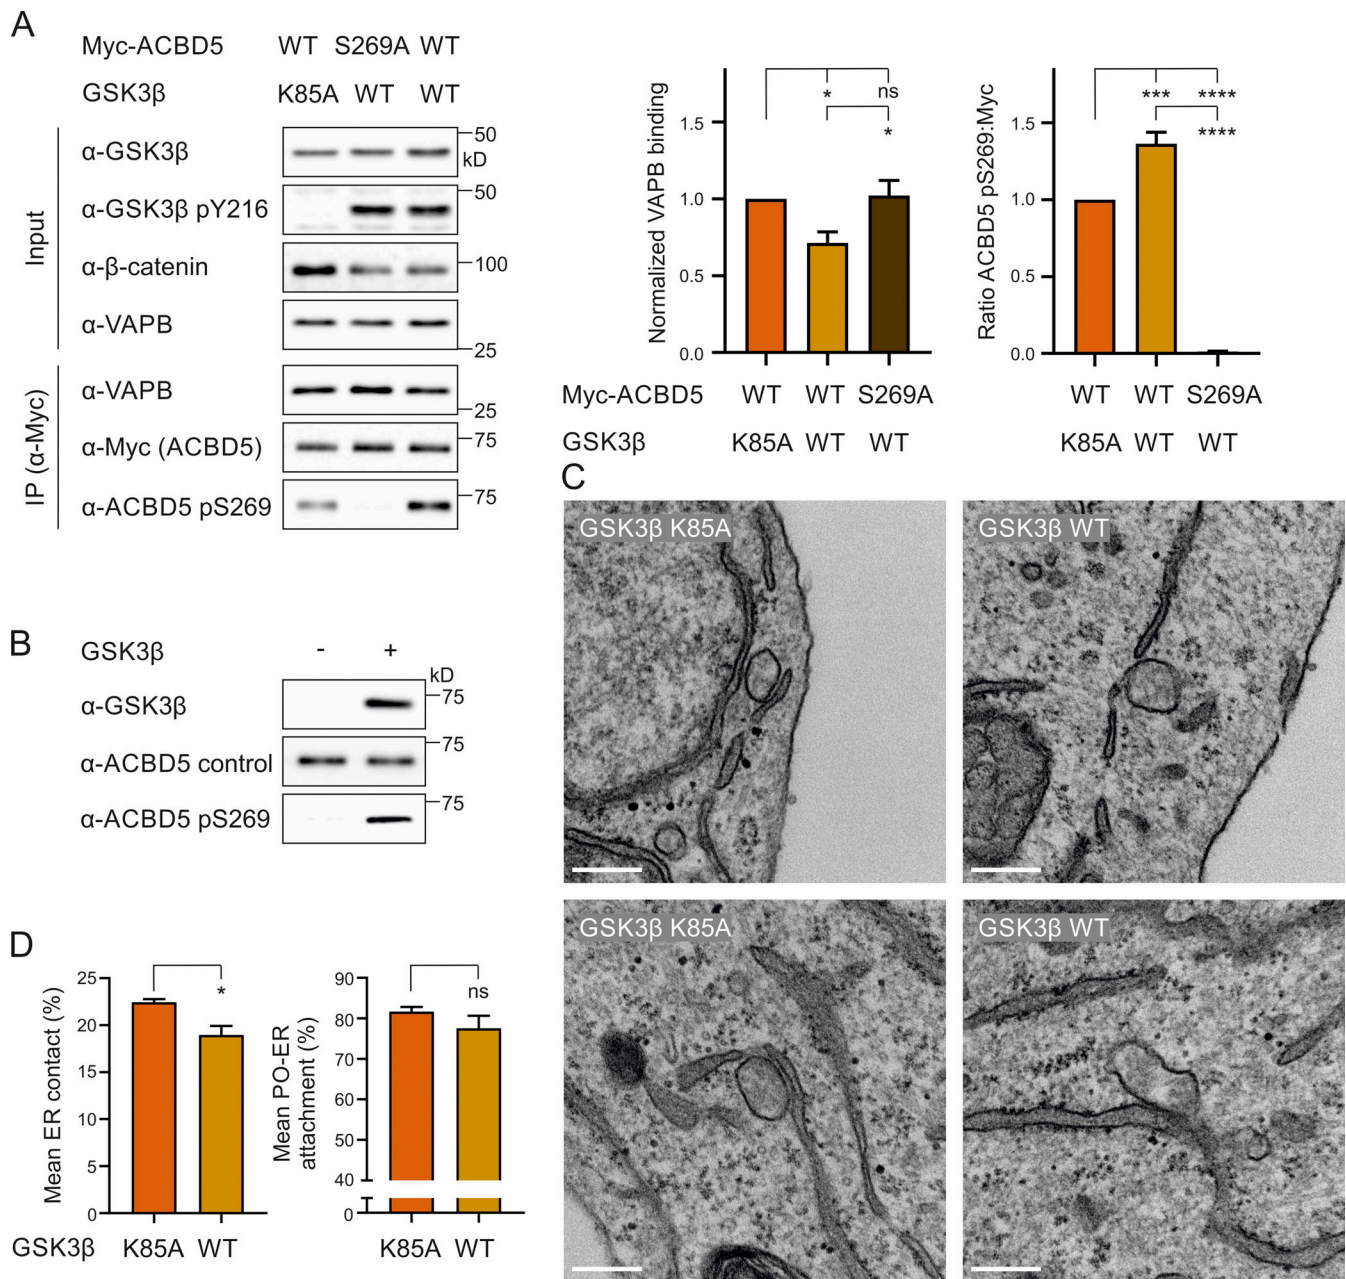 A
Myc-ACBD5 WT S269A WT
GSK3β K85A WT WT
Input
α-GSK3β 50 kD
α-GSK3β pY216 50
α-β-catenin 100
α-VAPB 25
IP (α-Myc)
α-VAPB 25
α-Myc (ACBD5) 75
α-ACBD5 pS269 75
Normalized VAPB binding
1.5
1.0
0.5
0.0
* ns
*
Myc-ACBD5 WT WT S269A
GSK3β K85A WT WT
Ratio ACBD5 pS269:Myc
1.5
1.0
0.5
0.0
*** ****
****
WT WT S269A
K85A WT WT
B
GSK3β - +
kD
α-GSK3β 75
α-ACBD5 control 75
α-ACBD5 pS269 75
C
GSK3β K85A
GSK3β WT
GSK3β K85A
GSK3β WT
D
Mean ER contact (%)
25
20
15
10
5
0
*
GSK3β K85A WT
Mean PO-ER
attachment (%)
90
80
70
60
50
40
0
ns
K85A WT